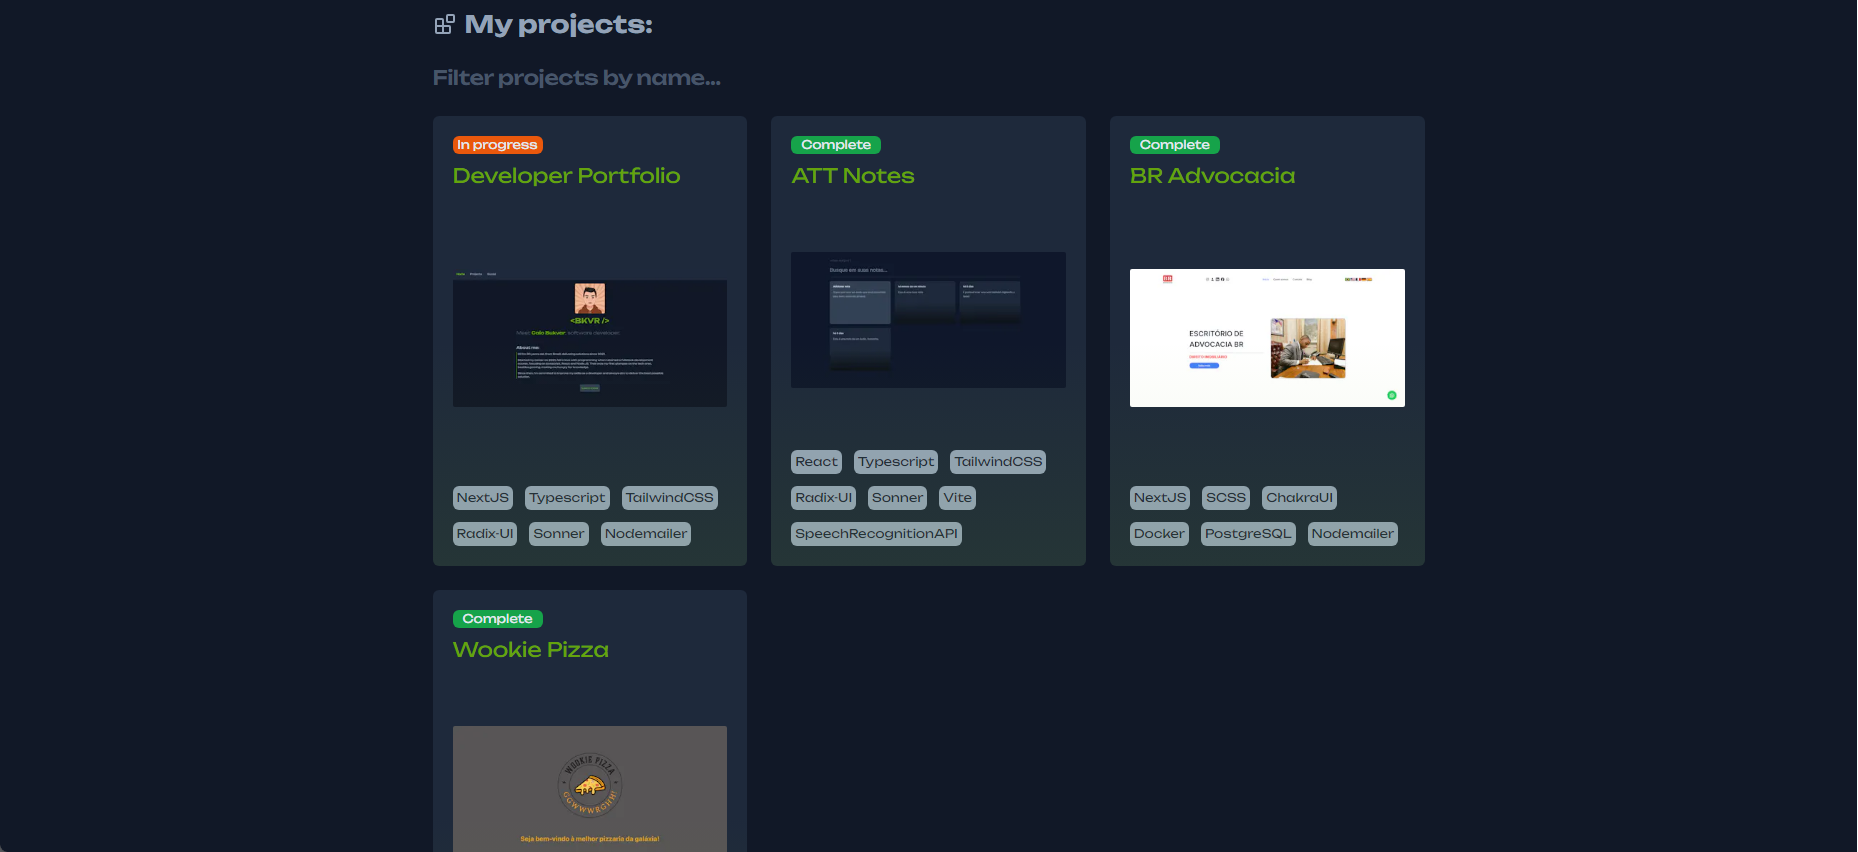 My projects:
Filter projects by name...
In progress
Developer Portfolio
<BKVR />
About me:
NextJS Typescript TailwindCSS
Radix-UI Sonner Nodemailer
Complete
ATT Notes
Busque em suas notas...
React Typescript TailwindCSS
Radix-UI Sonner Vite
SpeechRecognitionAPI
Complete
BR Advocacia
ESCRITÓRIO DE
ADVOCACIA BR
NextJS SCSS ChakraUI
Docker PostgreSQL Nodemailer
Complete
Wookie Pizza
WOOKIE PIZZA
GGWWWRGHH!
Seja bem-vindo à melhor pizzaria da galáxia!